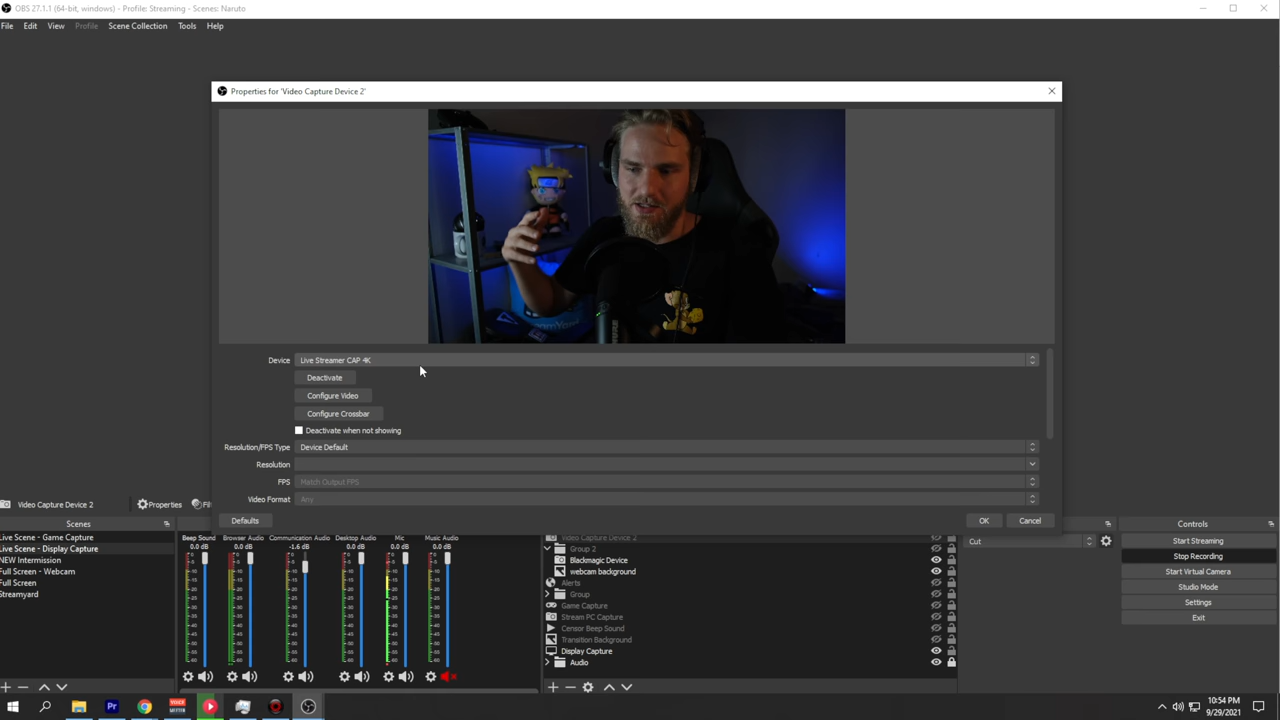 OBS 27.1.1 (64-bit, windows) - Profile: Streaming - Scenes: Naruto
File Edit View Profile Scene Collection Tools Help
Properties for 'Video Capture Device 2'
Device Live Streamer CAP 4K
Deactivate
Configure Video
Configure Crossbar
Deactivate when not showing
Resolution/FPS Type Device Default
Resolution
FPS Match Output FPS
Video Format Any
Defaults OK Cancel
Video Capture Device 2 Properties Fil
Scenes
Live Scene - Game Capture
Live Scene - Display Capture
NEW Intermission
Full Screen - Webcam
Full Screen
Streamyard
Beep Sound Browser Audio Communication Audio Desktop Audio Mic Music Audio
0.0 dB 0.0 dB -1.6 dB 0.0 dB 0.0 dB 0.0 dB
Video Capture Device 2
Group 2
Blackmagic Device
webcam background
Alerts
Group
Game Capture
Stream PC Capture
Censor Beep Sound
Transition Background
Display Capture
Audio
Cut
Controls
Start Streaming
Stop Recording
Start Virtual Camera
Studio Mode
Settings
Exit
10:54 PM
9/29/2021